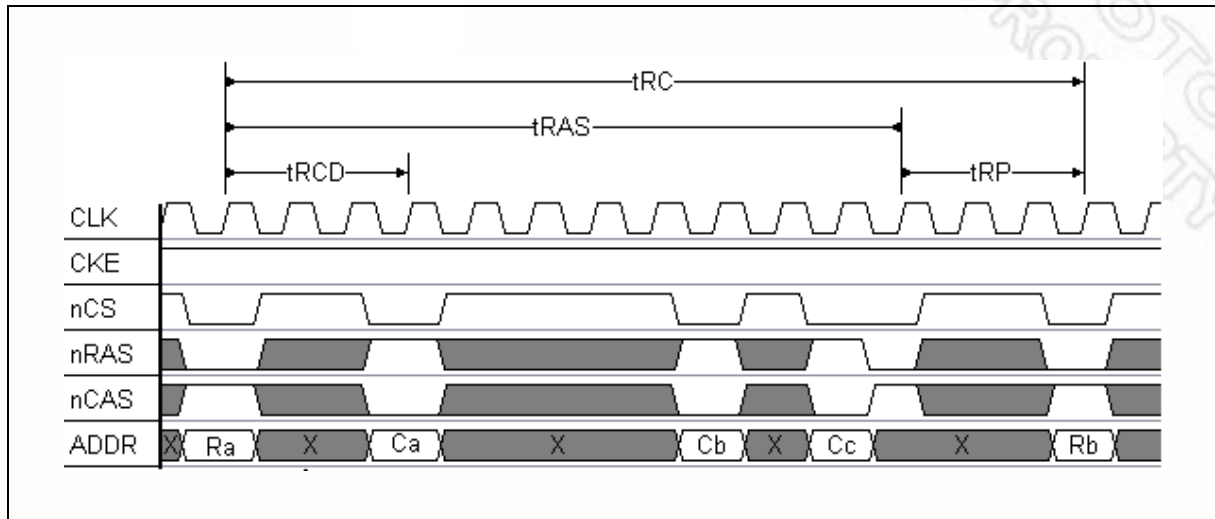 tRC
tRAS
tRCD
tRP
CLK
CKE
nCS
nRAS
nCAS
ADDR X Ra X Ca X Cb X Cc X Rb